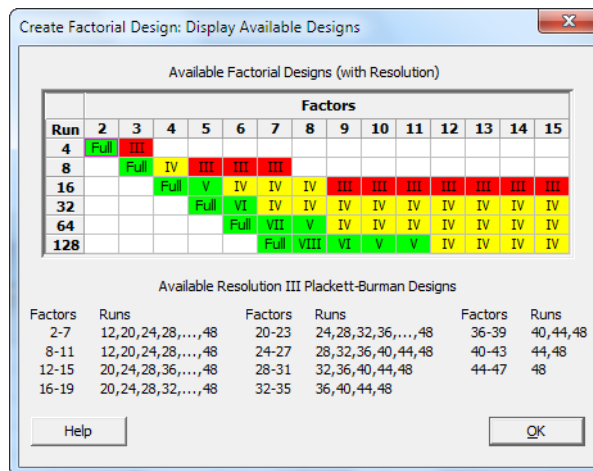 Create Factorial Design: Display Available Designs
Available Factorial Designs (with Resolution)
Factors
Run 2 3 4 5 6 7 8 9 10 11 12 13 14 15
4 Full III
8 Full IV III III III
16 Full V IV IV IV III III III III III III III
32 Full VI IV IV IV IV IV IV IV IV IV
64 Full VII V IV IV IV IV IV IV IV
128 Full VIII VI V V IV IV IV IV
Available Resolution III Plackett-Burman Designs
Factors Runs Factors Runs Factors Runs
2-7 12,20,24,28,...,48 20-23 24,28,32,36,...,48 36-39 40,44,48
8-11 12,20,24,28,...,48 24-27 28,32,36,40,44,48 40-43 44,48
12-15 20,24,28,36,...,48 28-31 32,36,40,44,48 44-47 48
16-19 20,24,28,32,...,48 32-35 36,40,44,48
Help OK